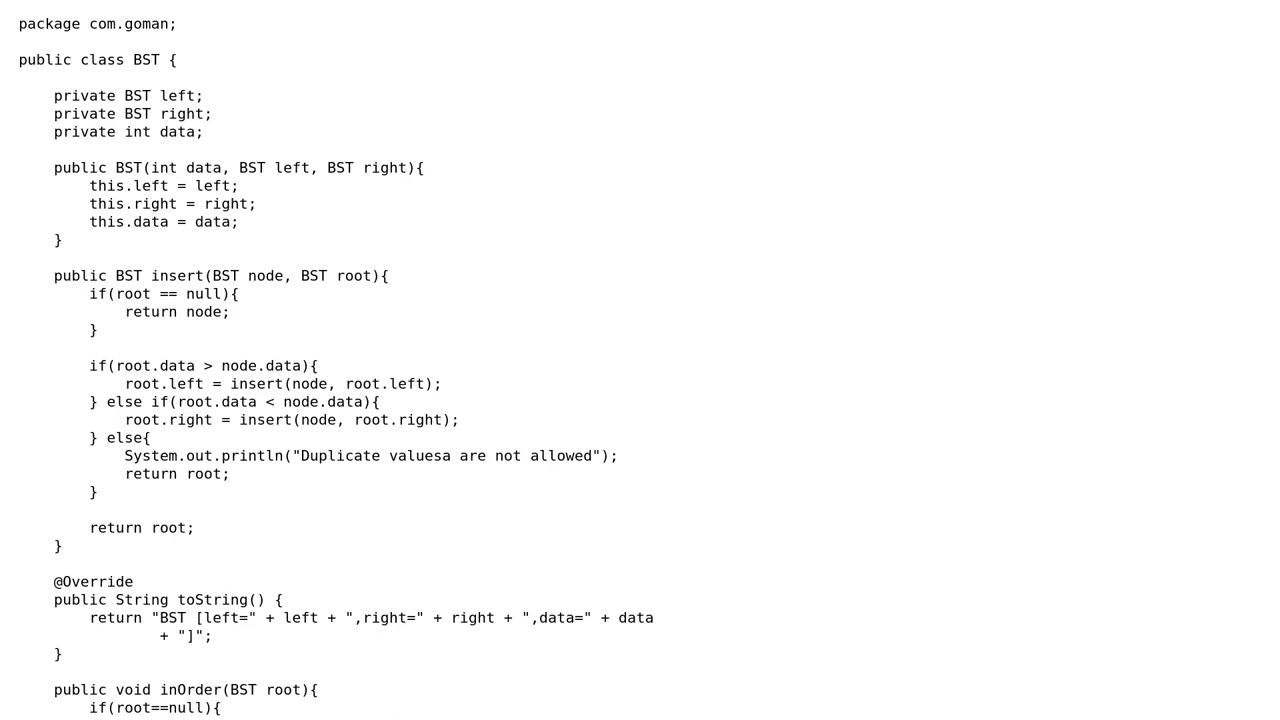 package com.goman;

public class BST {

    private BST left;
    private BST right;
    private int data;

    public BST(int data, BST left, BST right){
        this.left = left;
        this.right = right;
        this.data = data;
    }

    public BST insert(BST node, BST root){
        if(root == null){
            return node;
        }

        if(root.data > node.data){
            root.left = insert(node, root.left);
        } else if(root.data < node.data){
            root.right = insert(node, root.right);
        } else{
            System.out.println("Duplicate valuesa are not allowed");
            return root;
        }

        return root;
    }

    @Override
    public String toString() {
        return "BST [left=" + left + ",right=" + right + ",data=" + data
                + "]";
    }

    public void inOrder(BST root){
        if(root==null){